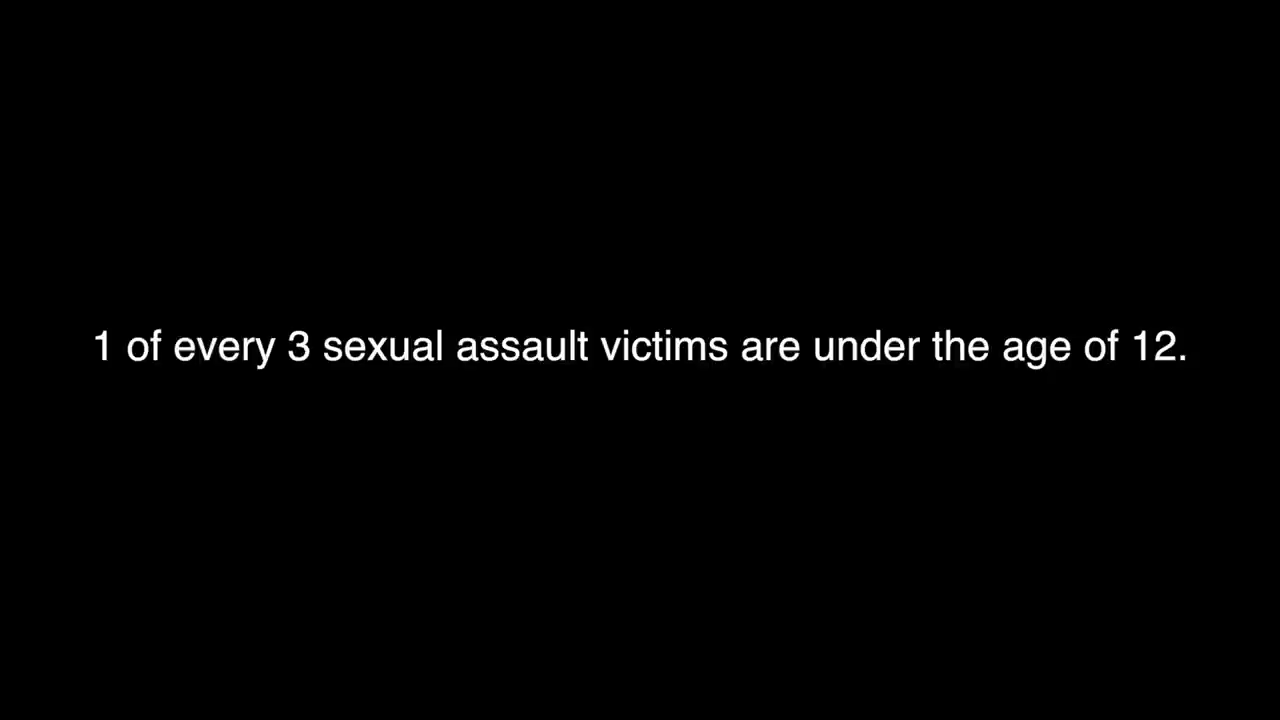 1 of every 3 sexual assault victims are under the age of 12.